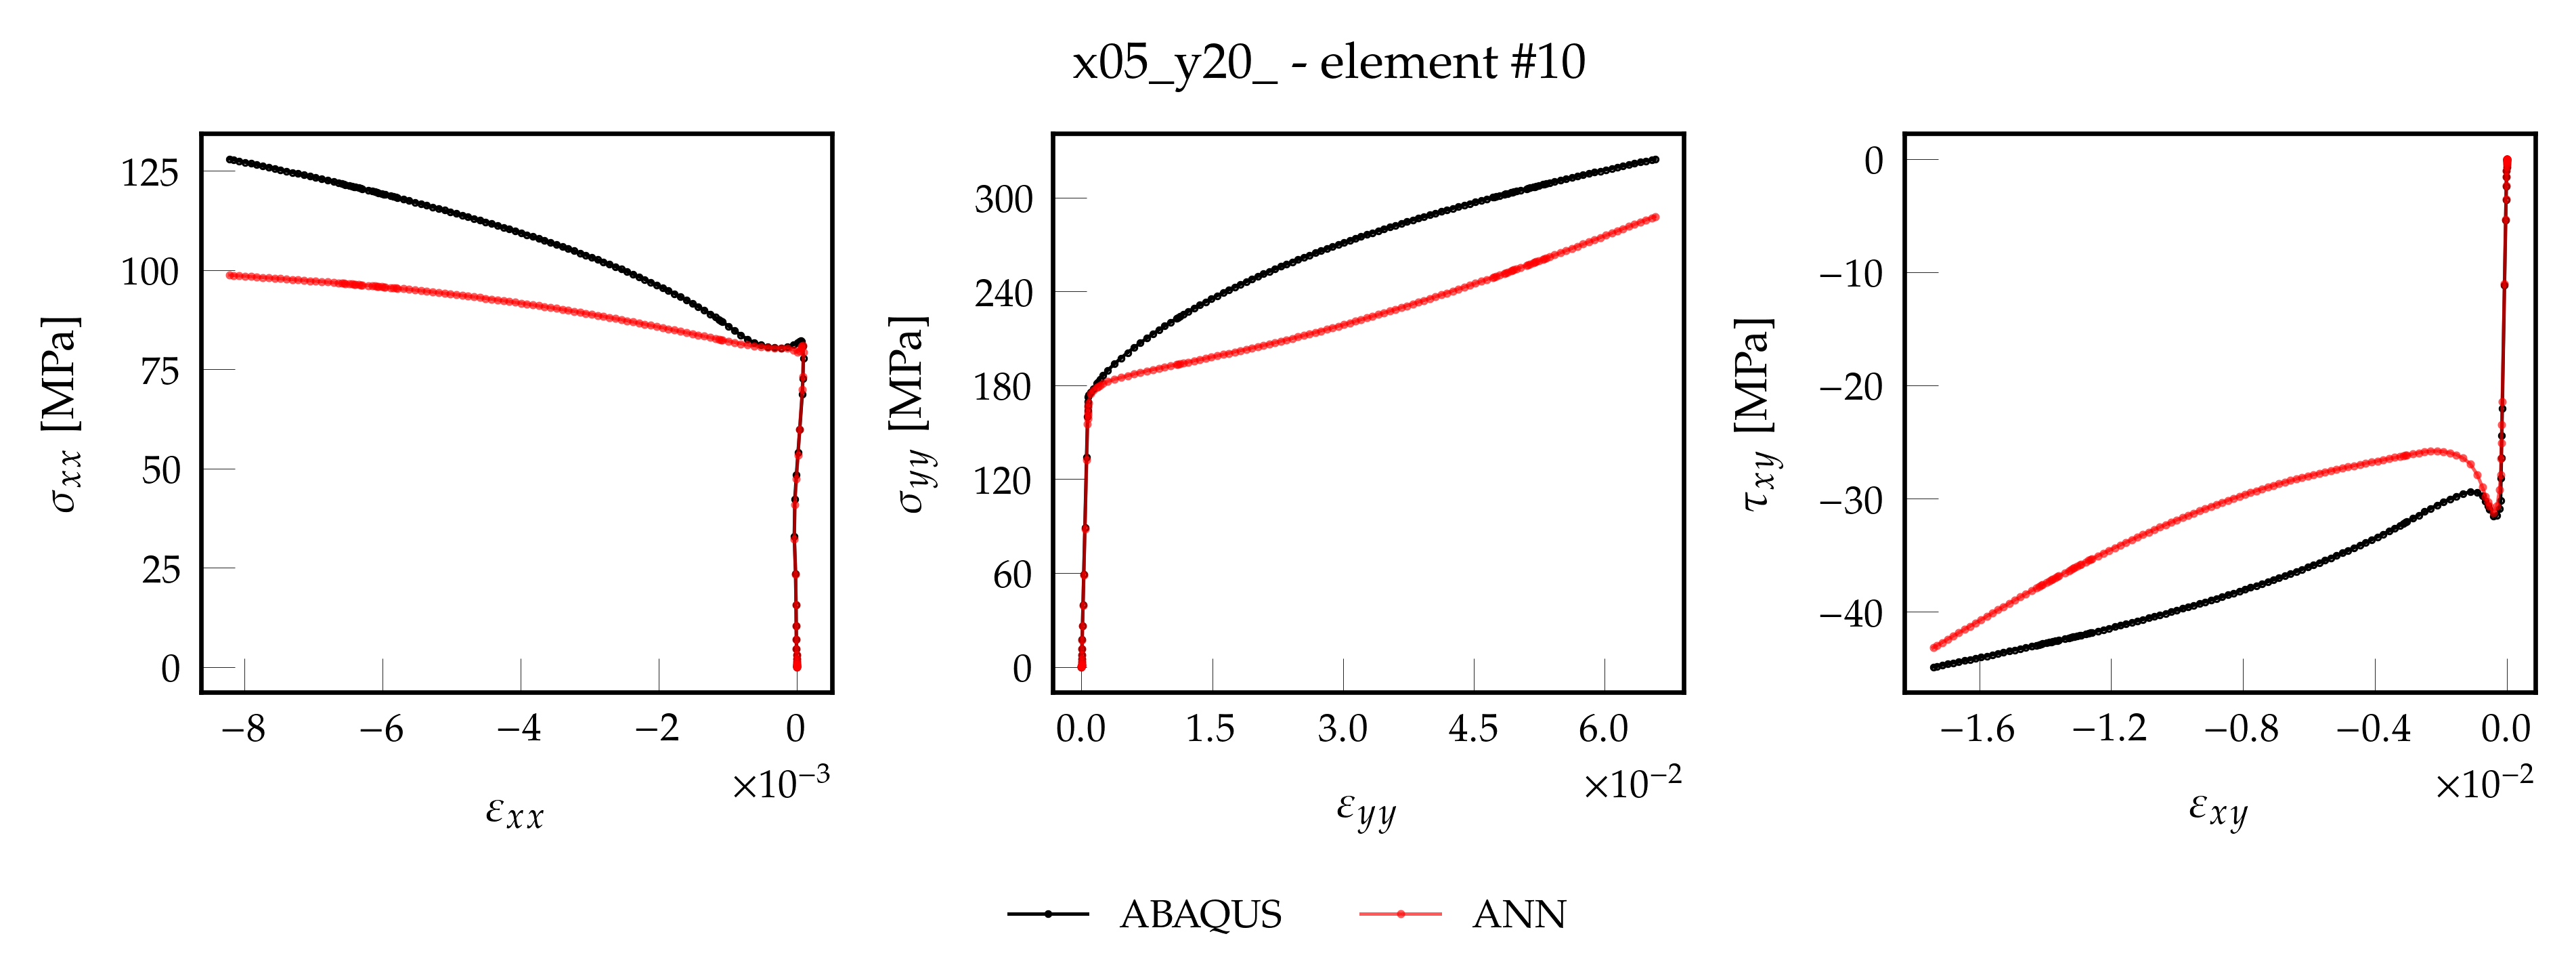 x05_y20_ - element #10
σxx [MPa]
125
100
75
50
25
0
−8 −6 −4 −2 0
×10−3
εxx
σyy [MPa]
300
240
180
120
60
0
0.0 1.5 3.0 4.5 6.0
×10−2
εyy
τxy [MPa]
0
−10
−20
−30
−40
−1.6 −1.2 −0.8 −0.4 0.0
×10−2
εxy
ABAQUS ANN